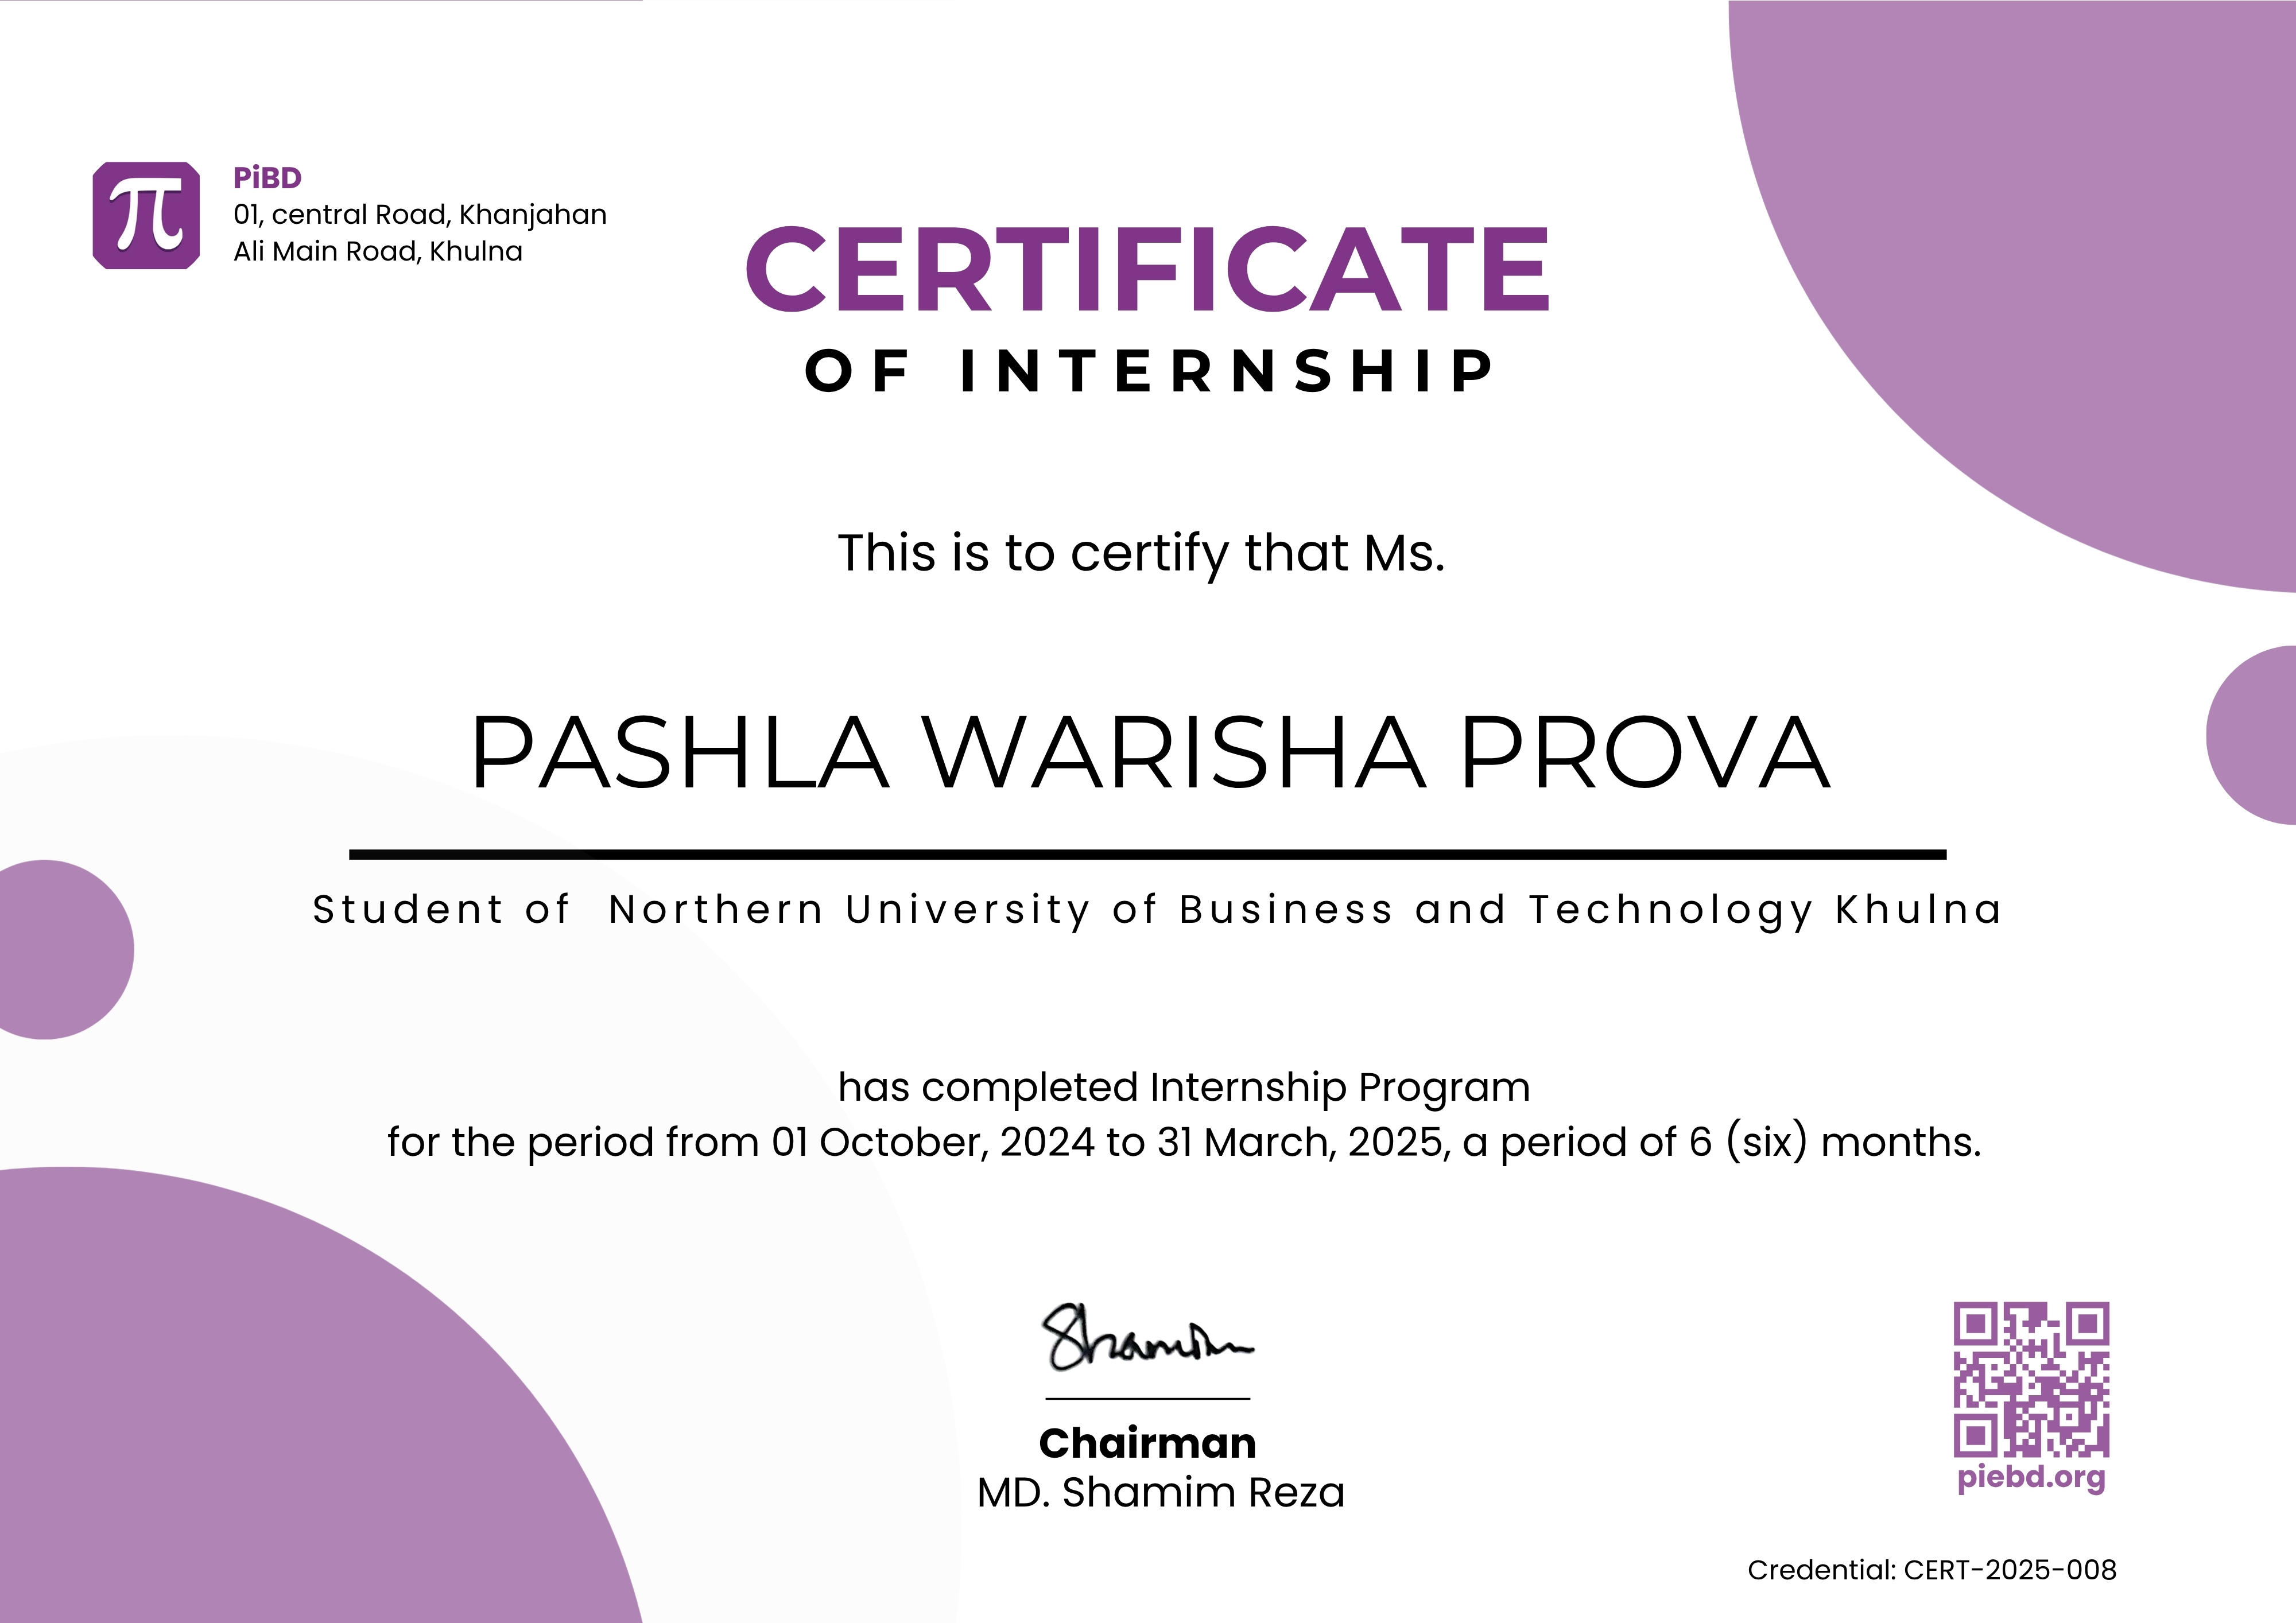 π
PiBD
01, central Road, Khanjahan
Ali Main Road, Khulna
CERTIFICATE
OF INTERNSHIP
This is to certify that Ms.
PASHLA WARISHA PROVA
Student of  Northern University of Business and Technology Khulna
has completed Internship Program
for the period from 01 October, 2024 to 31 March, 2025, a period of 6 (six) months.
Shamim
Chairman
MD. Shamim Reza
piebd.org
Credential: CERT-2025-008